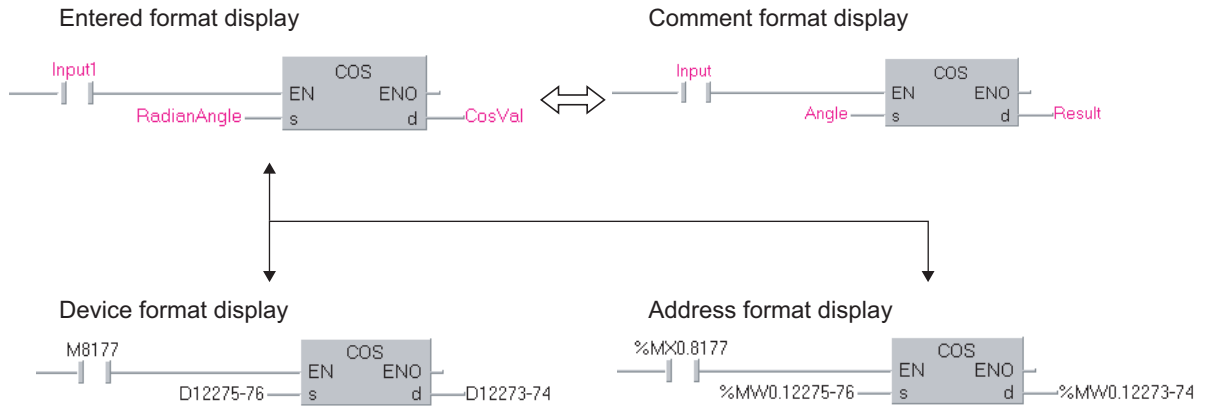 Entered format display
Input1
COS
EN ENO
RadianAngle s d CosVal
Comment format display
Input
COS
EN ENO
Angle s d Result
Device format display
M8177
COS
EN ENO
D12275-76 s d D12273-74
Address format display
%MX0.8177
COS
EN ENO
%MW0.12275-76 s d %MW0.12273-74